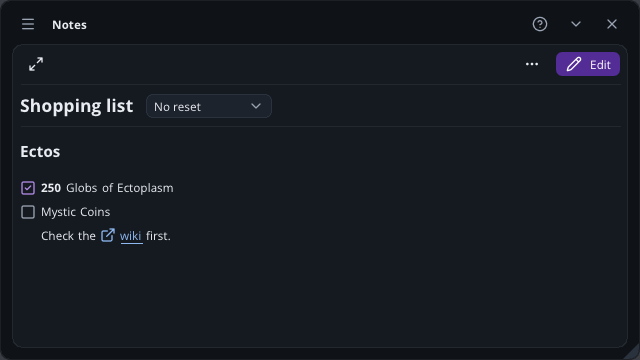 Notes
Edit
Shopping list
No reset
Ectos
250 Globs of Ectoplasm
Mystic Coins
Check the wiki first.